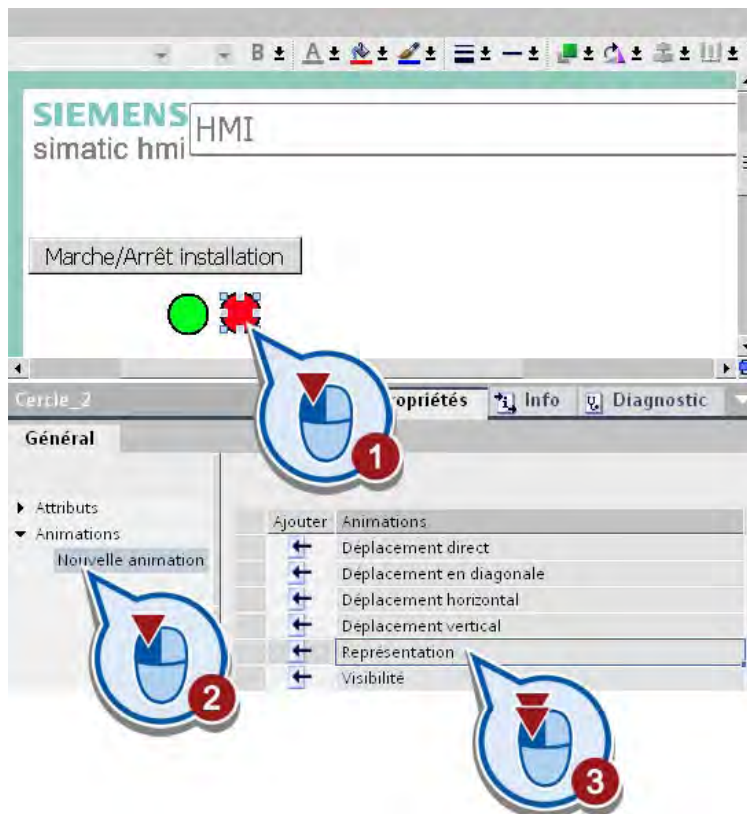 B A
SIEMENS
simatic hmi
HMI
Marche/Arrêt installation
Cercle_2
opriétés
Info
Diagnostic
Général
Attributs
Animations
Nouvelle animation
Ajouter Animations
Déplacement direct
Déplacement en diagonale
Déplacement horizontal
Déplacement vertical
Représentation
Visibilité
1
2
3